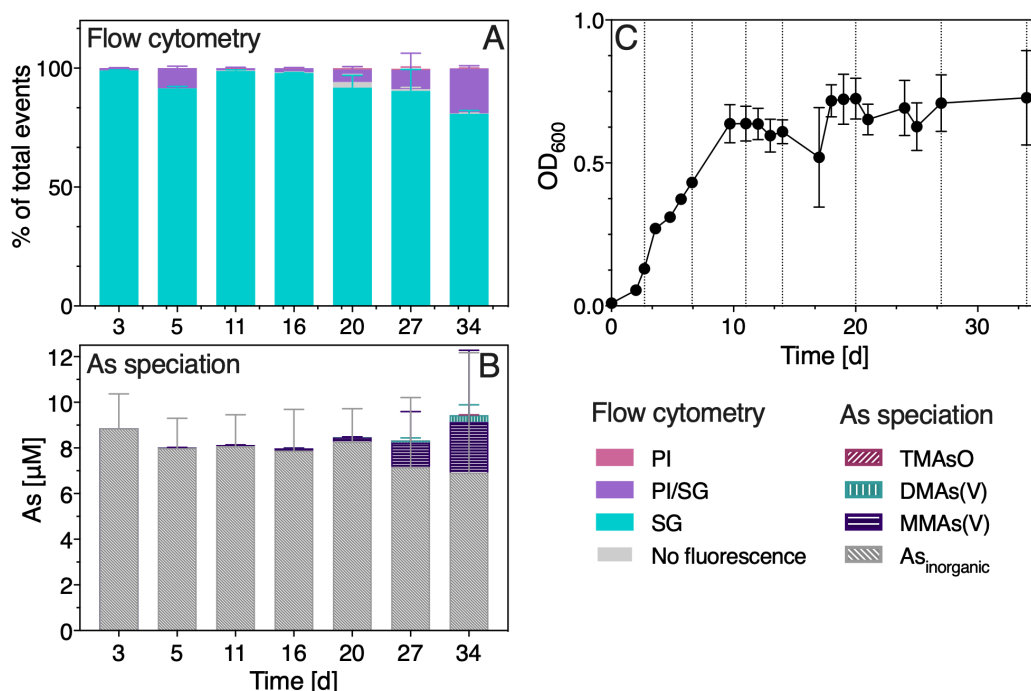 Flow cytometry
A
% of total events
100
50
0
3 5 11 16 20 27 34
As speciation
B
As [µM]
12
10
8
6
4
2
0
3 5 11 16 20 27 34
Time [d]
C
OD600
1.0
0.5
0.0
0 10 20 30
Time [d]
Flow cytometry
PI
PI/SG
SG
No fluorescence
As speciation
TMAsO
DMAs(V)
MMAs(V)
Asinorganic